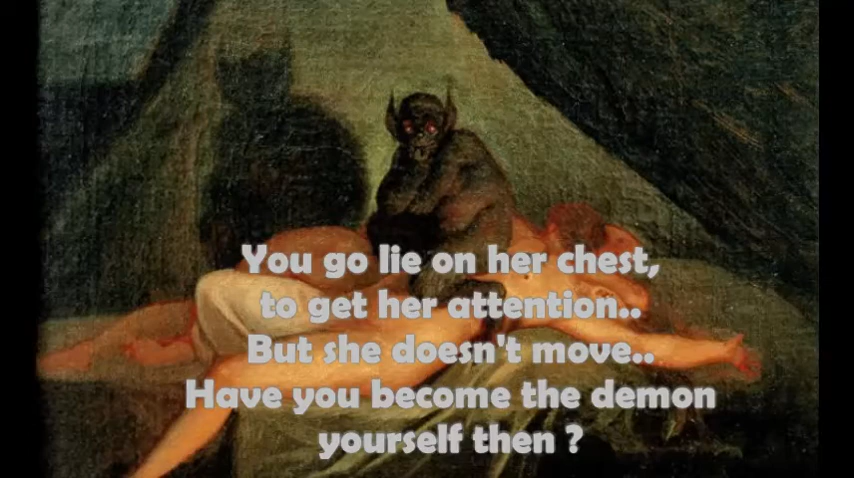 You go lie on her chest,
to get her attention..
But she doesn't move..
Have you become the demon
yourself then ?